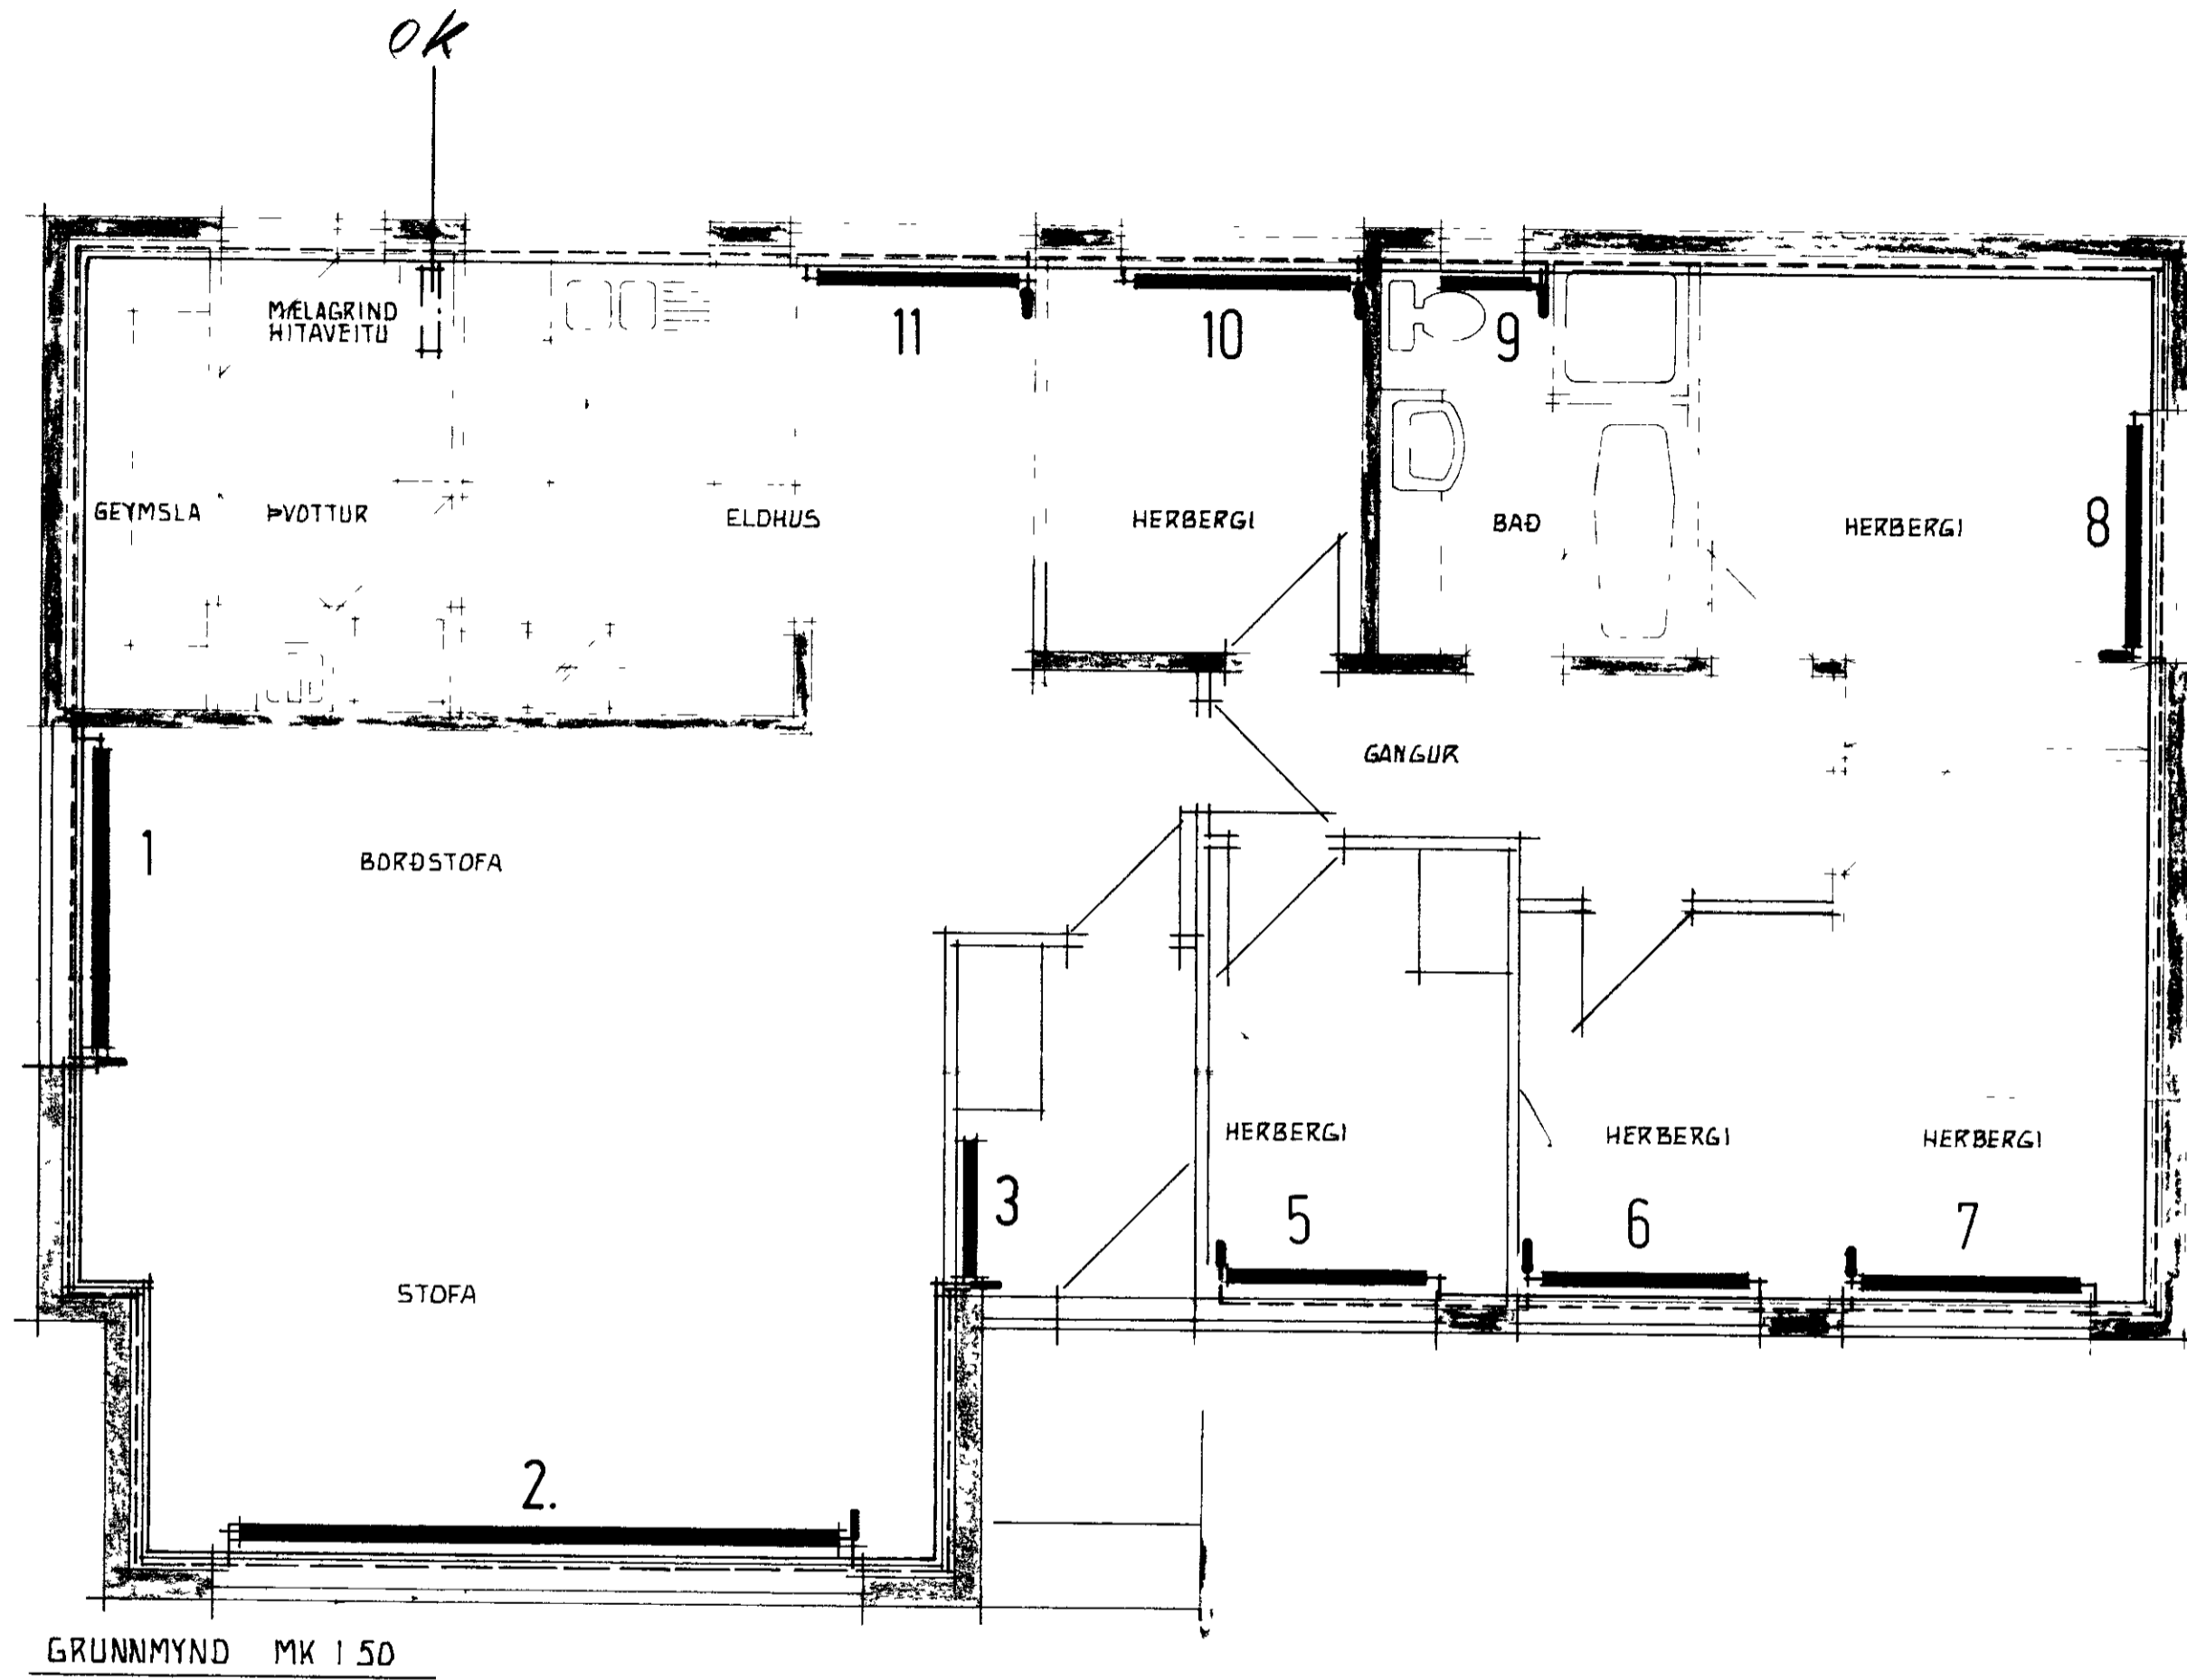 OK
MÆLAGRIND
HITAVEITU
11
10
9
GEYMSLA
ÞVOTTUR
ELDHUS
HERBERGI
BAÐ
HERBERGI
8
GANGUR
1
BORÐSTOFA
HERBERGI
HERBERGI
HERBERGI
3
5
6
7
STOFA
2.
GRUNNMYND MK 1 50